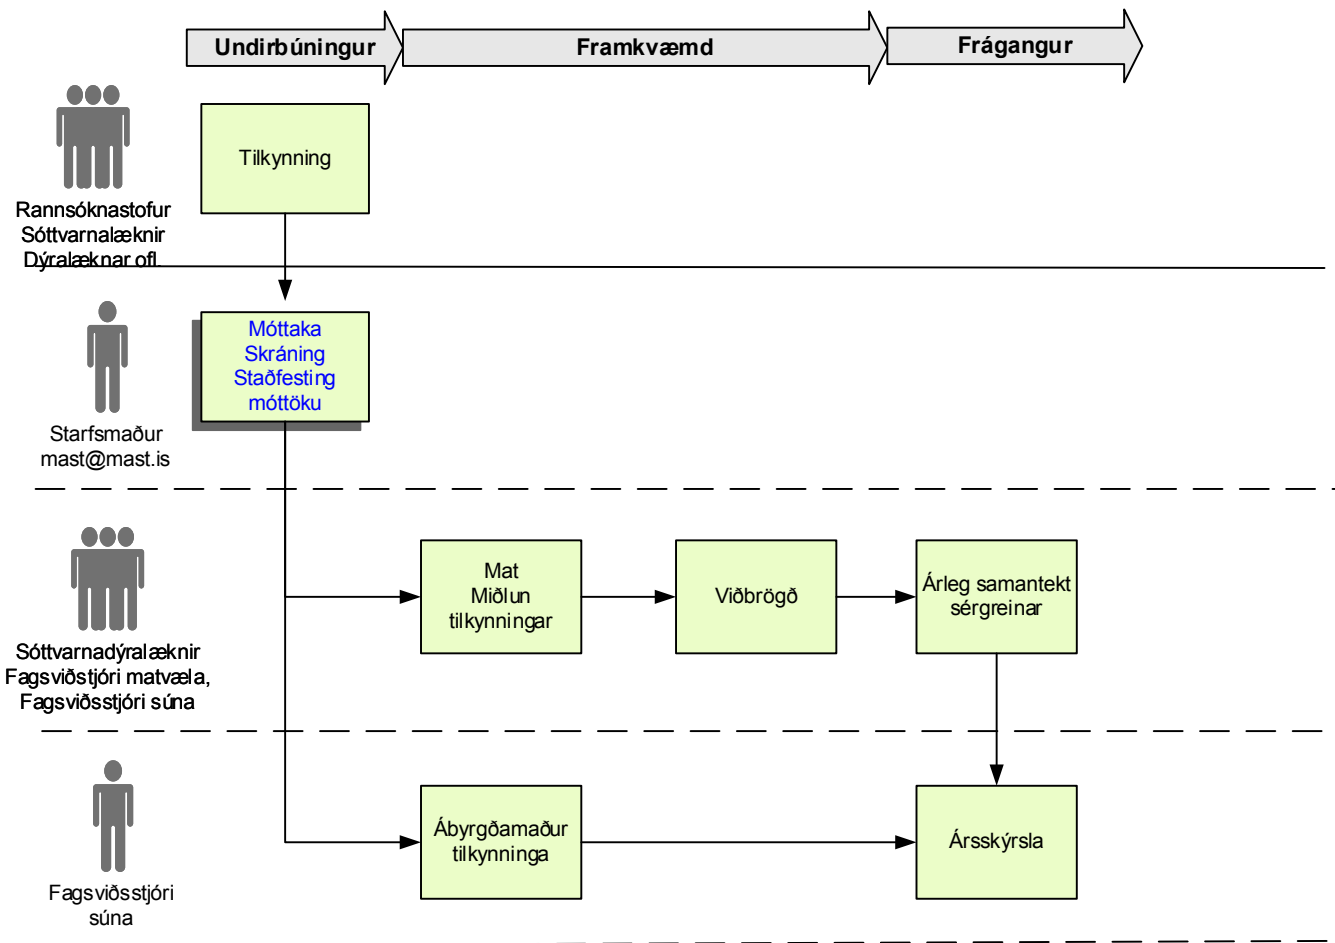 Undirbúningur
Framkvæmd
Frágangur
Tilkynning
Rannsóknastofur
Sóttvarnalæknir
Dýralæknar ofl.
Móttaka
Skráning
Staðfesting
móttöku
Starfsmaður
mast@mast.is
Mat
Miðlun
tilkynningar
Viðbrögð
Árleg samantekt
sérgreinar
Sóttvarnadýralæknir
Fagsviðstjóri matvæla,
Fagsviðsstjóri súna
Ábyrgðamaður
tilkynninga
Ársskýrsla
Fagsviðsstjóri
súna